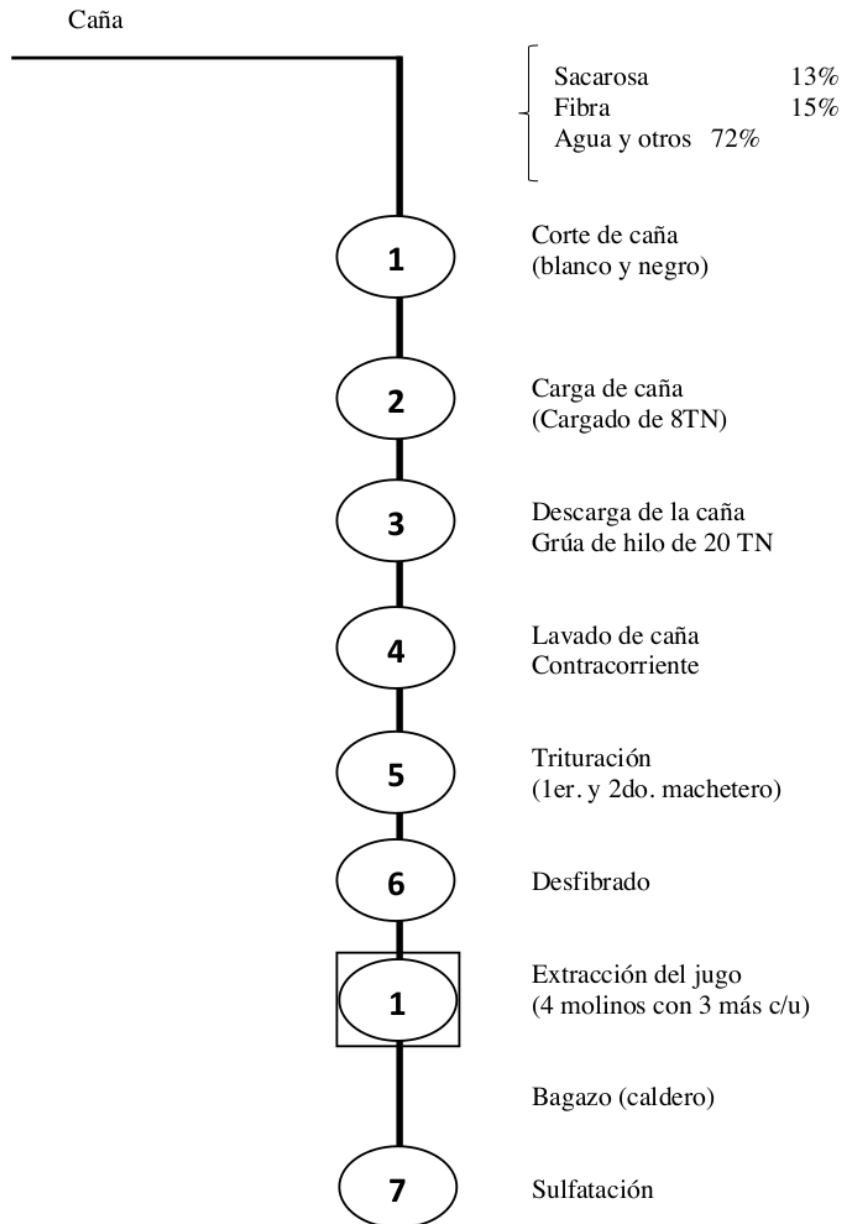 Caña
Sacarosa 13%
Fibra 15%
Agua y otros 72%
1
Corte de caña
(blanco y negro)
2
Carga de caña
(Cargado de 8TN)
3
Descarga de la caña
Grúa de hilo de 20 TN
4
Lavado de caña
Contracorriente
5
Trituración
(1er. y 2do. machetero)
6
Desfibrado
1
Extracción del jugo
(4 molinos con 3 más c/u)
Bagazo (caldero)
7
Sulfatación